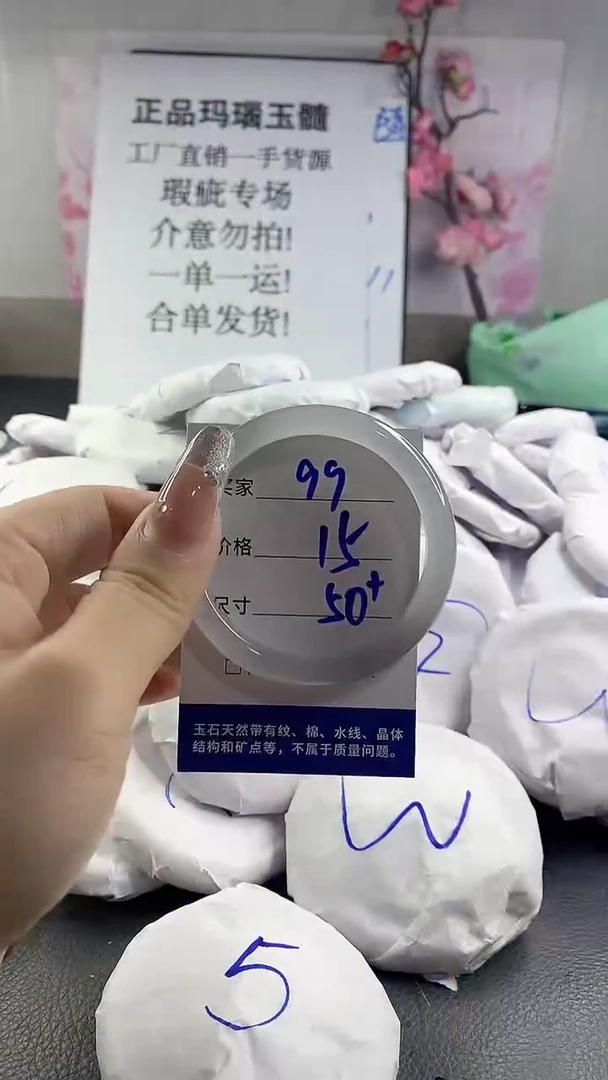 正品玛瑙玉髓
工厂直销一手货源
瑕疵专场
介意勿拍!
一单一运!
合单发货!
买家 99
价格 15
尺寸 50+
玉石天然带有纹、棉、水线、晶体
结构和矿点等，不属于质量问题。
2
W
5